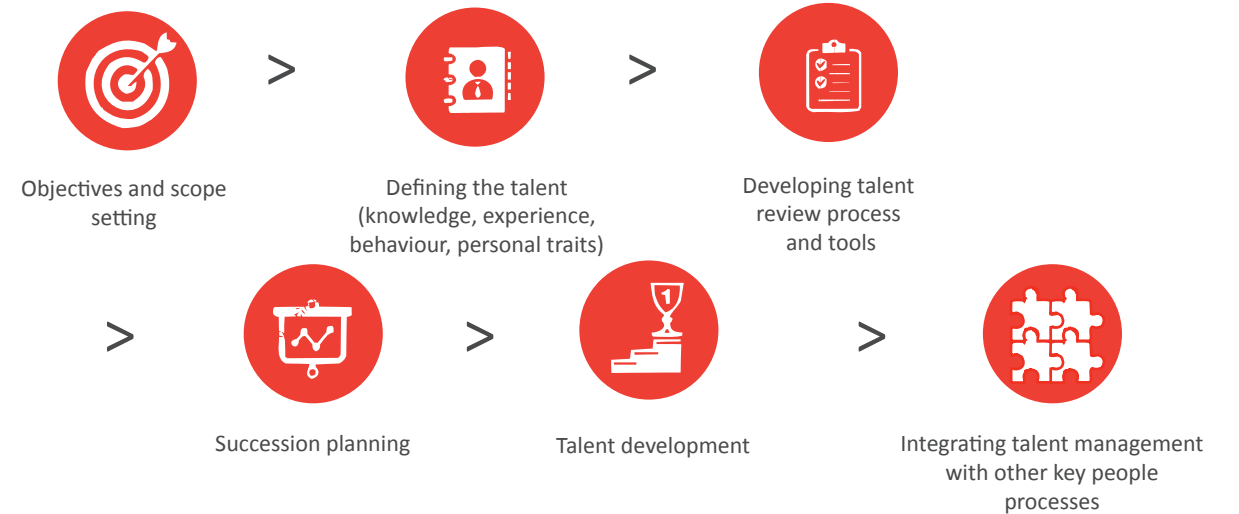 >
>
Objectives and scope
setting
Defining the talent
(knowledge, experience,
behaviour, personal traits)
Developing talent
review process
and tools
>
1
>
>
Succession planning
Talent development
Integrating talent management
with other key people
processes